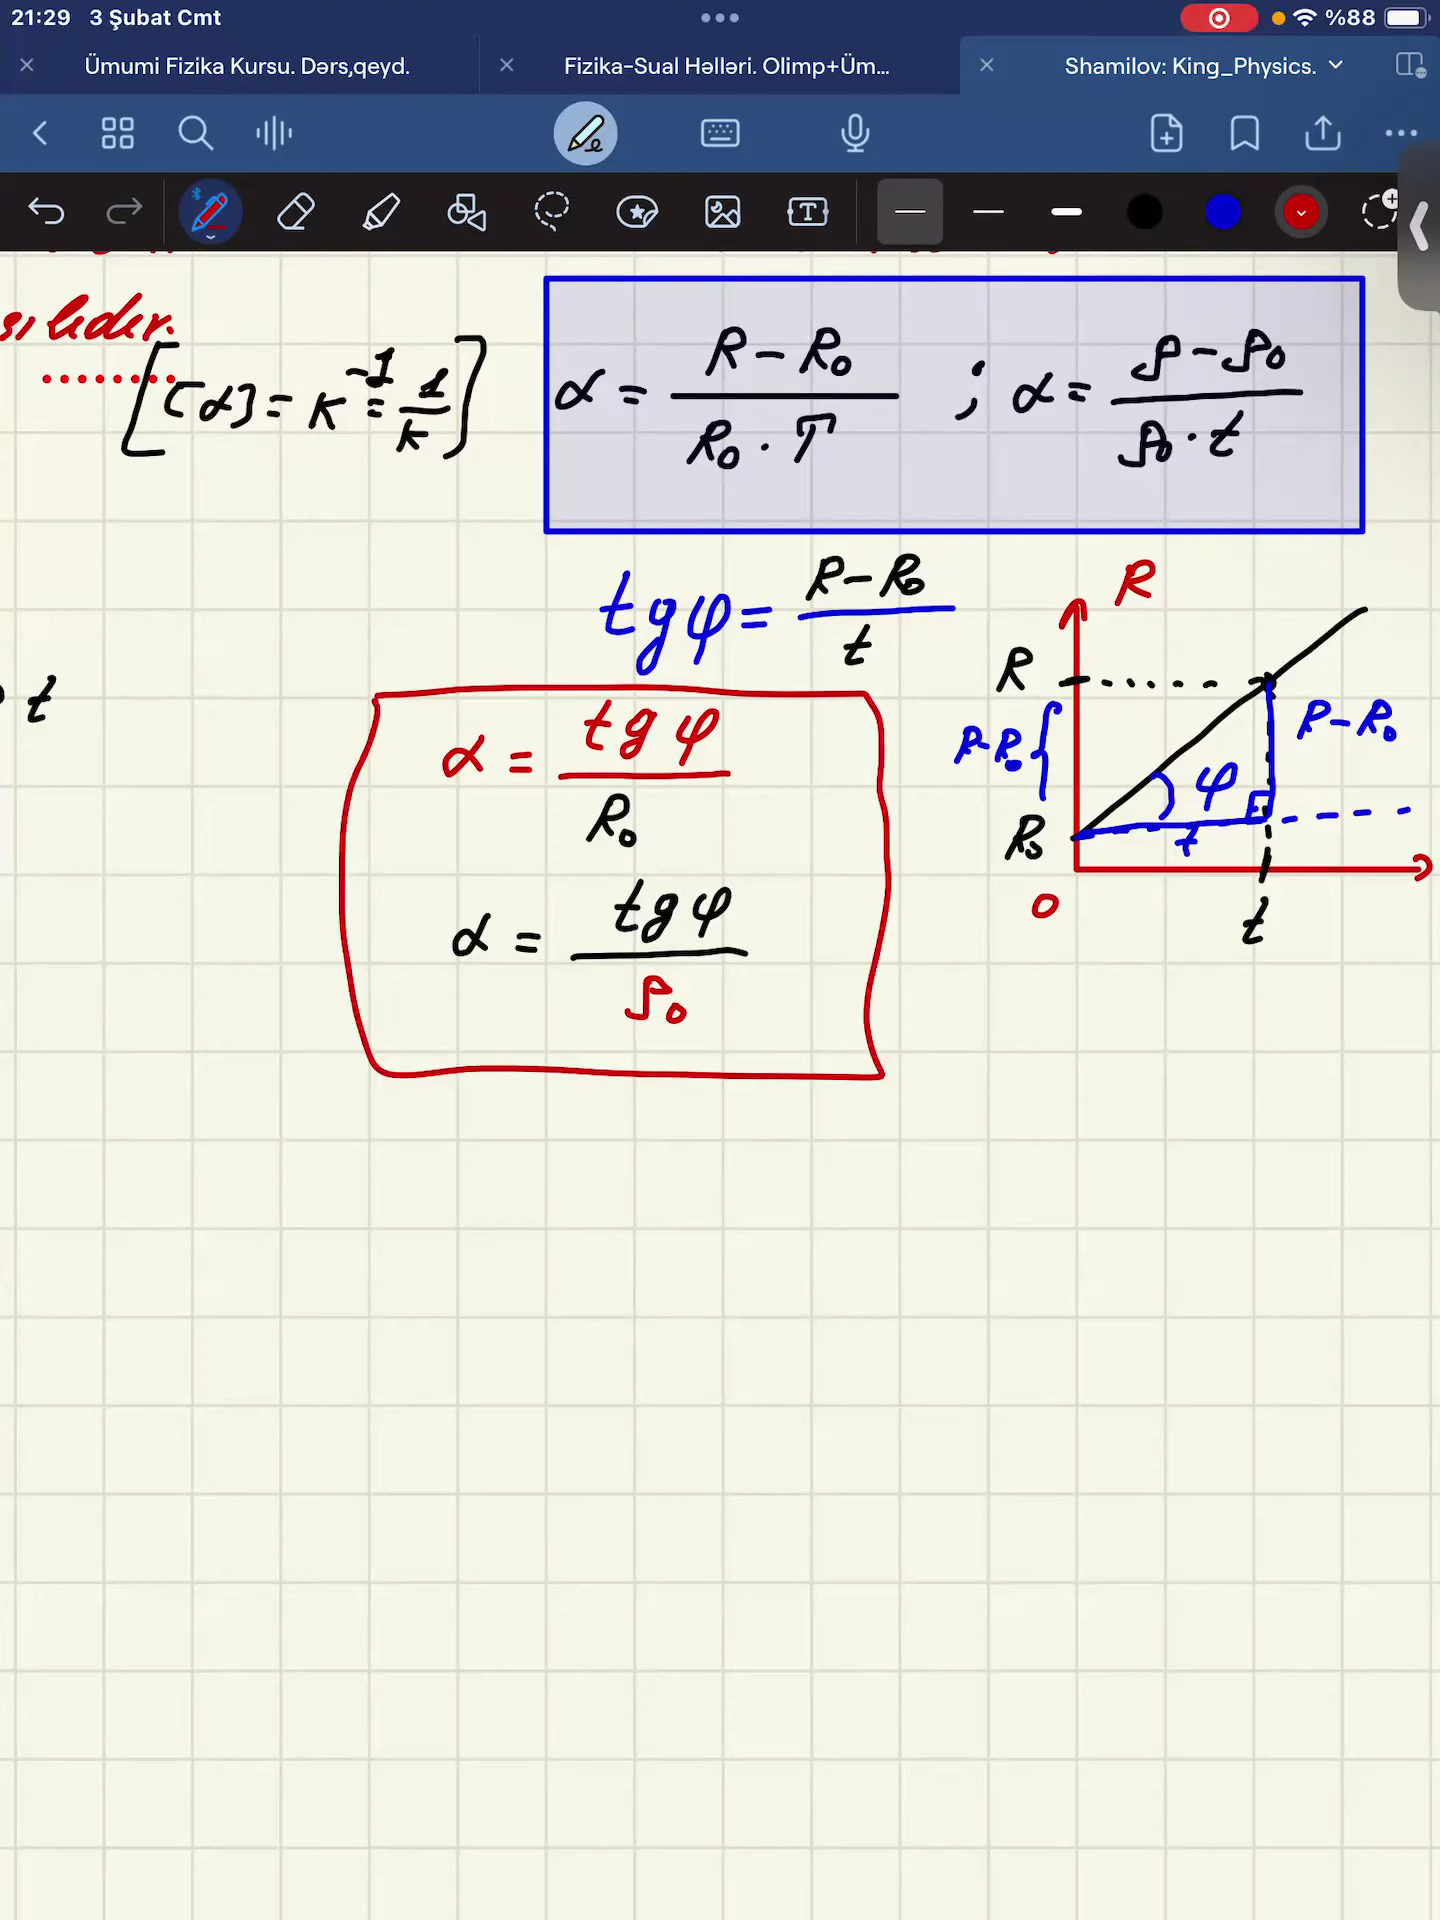 21:29 3 Şubat Cmt %88
Ümumi Fizika Kursu. Dərs,qeyd.
Fizika-Sual Həlləri. Olimp+Üm...
Shamilov: King_Physics.
şılıdır.
[[α] = K⁻¹ = 1/K]
α = (R – R₀)/(R₀ · T) ; α = (ρ – ρ₀)/(ρ₀ · t)
tgφ = (R – R₀)/t
t
α = tgφ/R₀
α = tgφ/ρ₀
R
R
R–R₀
R–R₀
φ
R₀
t
0
t